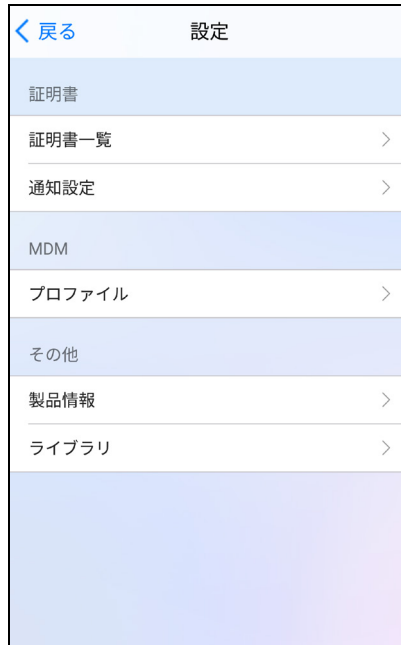 戻る 設定
証明書
証明書一覧
通知設定
MDM
プロファイル
その他
製品情報
ライブラリ